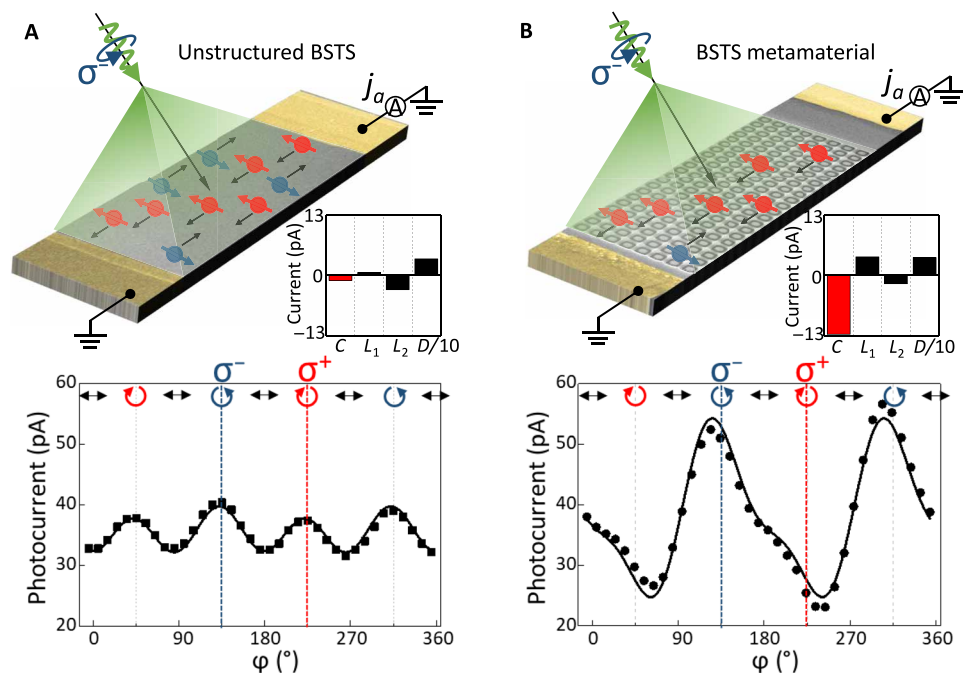 A
Unstructured BSTS
σ⁻
jₐ
A
13
0
−13
Current (pA)
C L₁ L₂ D/10
σ⁻ σ⁺
60
50
40
30
20
Photocurrent (pA)
0 90 180 270 360
φ (°)
B
BSTS metamaterial
σ⁻
jₐ
A
13
0
−13
Current (pA)
C L₁ L₂ D/10
σ⁻ σ⁺
60
50
40
30
20
Photocurrent (pA)
0 90 180 270 360
φ (°)